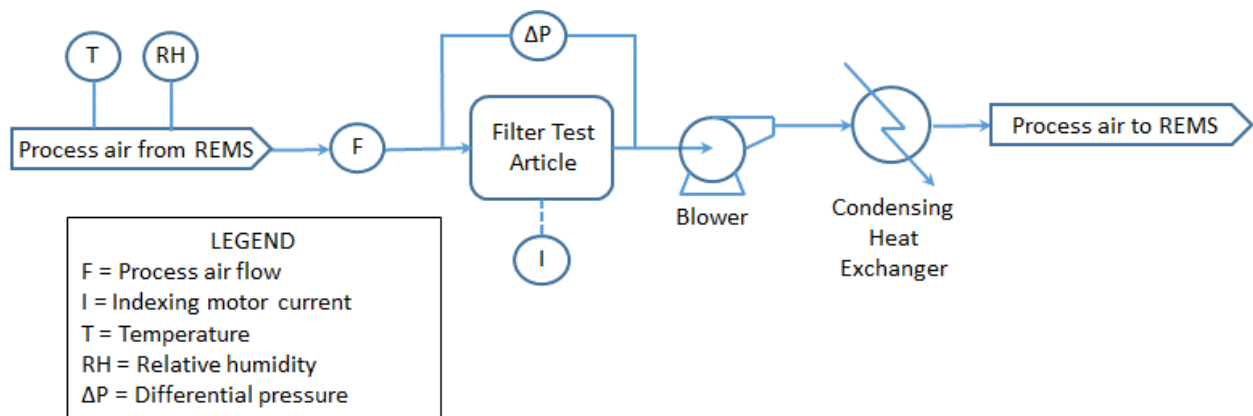 T
RH
ΔP
Process air from REMS
F
Filter Test
Article
Process air to REMS
Blower
Condensing
Heat
Exchanger
I
LEGEND
F = Process air flow
I = Indexing motor current
T = Temperature
RH = Relative humidity
ΔP = Differential pressure